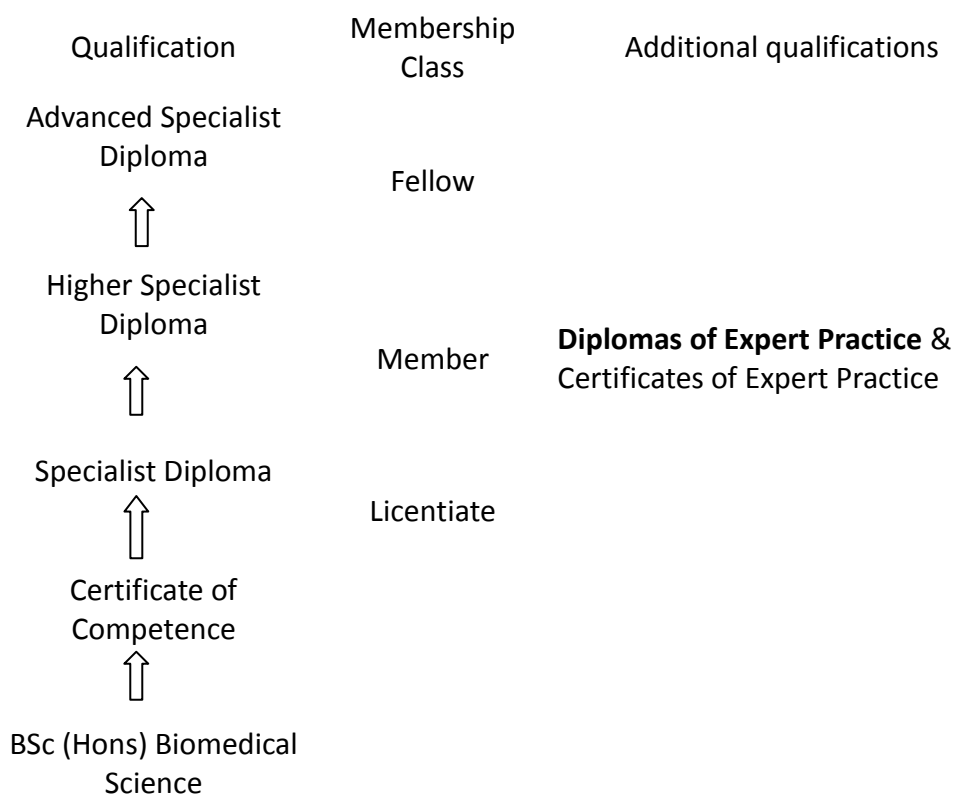 Qualification
Membership
Class
Additional qualifications
Advanced Specialist
Diploma
Fellow
Higher Specialist
Diploma
Member
Diplomas of Expert Practice &
Certificates of Expert Practice
Specialist Diploma
Licentiate
Certificate of
Competence
BSc (Hons) Biomedical
Science